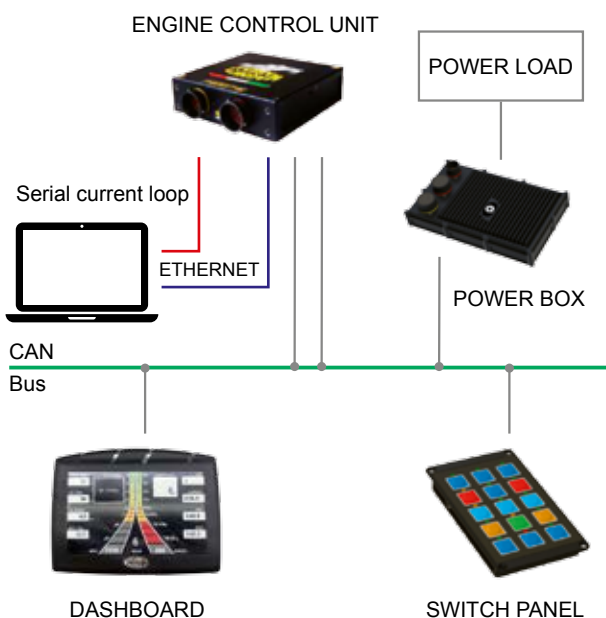 ENGINE CONTROL UNIT
POWER LOAD
Serial current loop
ETHERNET
POWER BOX
CAN
Bus
DASHBOARD
SWITCH PANEL